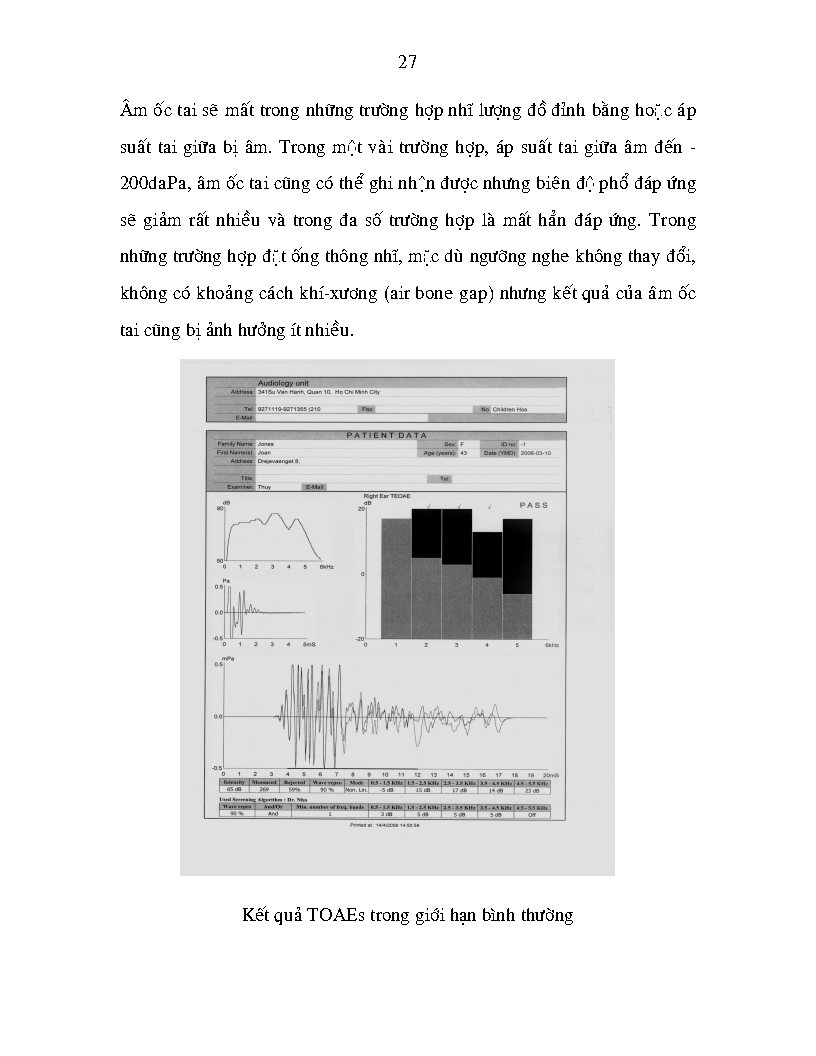 27
Âm ốc tai sẽ mất trong những trường hợp nhĩ lượng đồ đỉnh bằng hoặc áp
suất tai giữa bị âm. Trong một vài trường hợp, áp suất tai giữa âm đến -
200daPa, âm ốc tai cũng có thể ghi nhận được nhưng biên độ phổ đáp ứng
sẽ giảm rất nhiều và trong đa số trường hợp là mất hẳn đáp ứng. Trong
những trường hợp đặt ống thông nhĩ, mặc dù ngưỡng nghe không thay đổi,
không có khoảng cách khí-xương (air bone gap) nhưng kết quả của âm ốc
tai cũng bị ảnh hưởng ít nhiều.
Audiology unit
Address: 341Su Van Hanh, Quan 10, Ho Chi Minh City
Tel: 9271119-9271355 (210 Fax: No: Children Hos
E-Mail:
PATIENT DATA
Family Name: Jones Sex: F ID no: -1
First Name(s): Joan Age (years): 43 Date (YMD): 2006-03-10
Address: Drejevaenget 8,
Title: Tel:
Examiner: Thuy E-Mail:
dB
80
50
0 1 2 3 4 5 6kHz
Right Ear TEOAE
dB
20
√ √ √ PASS
0
-20
0 1 2 3 4 5 6kHz
Pa
0.5
0.0
-0.5
0 1 2 3 4 5mS
mPa
0.5
0.0
-0.5
0 1 2 3 4 5 6 7 8 9 10 11 12 13 14 15 16 17 18 19 20mS
Intensity Measured Rejected Wave repro Mode 0.5 - 1.5 KHz 1.5 - 2.5 KHz 2.5 - 3.5 KHz 3.5 - 4.5 KHz 4.5 - 5.5 KHz
65 dB 269 59% 90 % Non. Lin. -5 dB 15 dB 17 dB 14 dB 23 dB
Used Screening Algorithm : Dr. Nhu
Wave repro And/Or Min. number of freq. bands 0.5 - 1.5 KHz 1.5 - 2.5 KHz 2.5 - 3.5 KHz 3.5 - 4.5 KHz 4.5 - 5.5 KHz
90 % And 1 3 dB 5 dB 5 dB 5 dB Off
Printed at : 14/4/2006 14:50:58
Kết quả TOAEs trong giới hạn bình thường